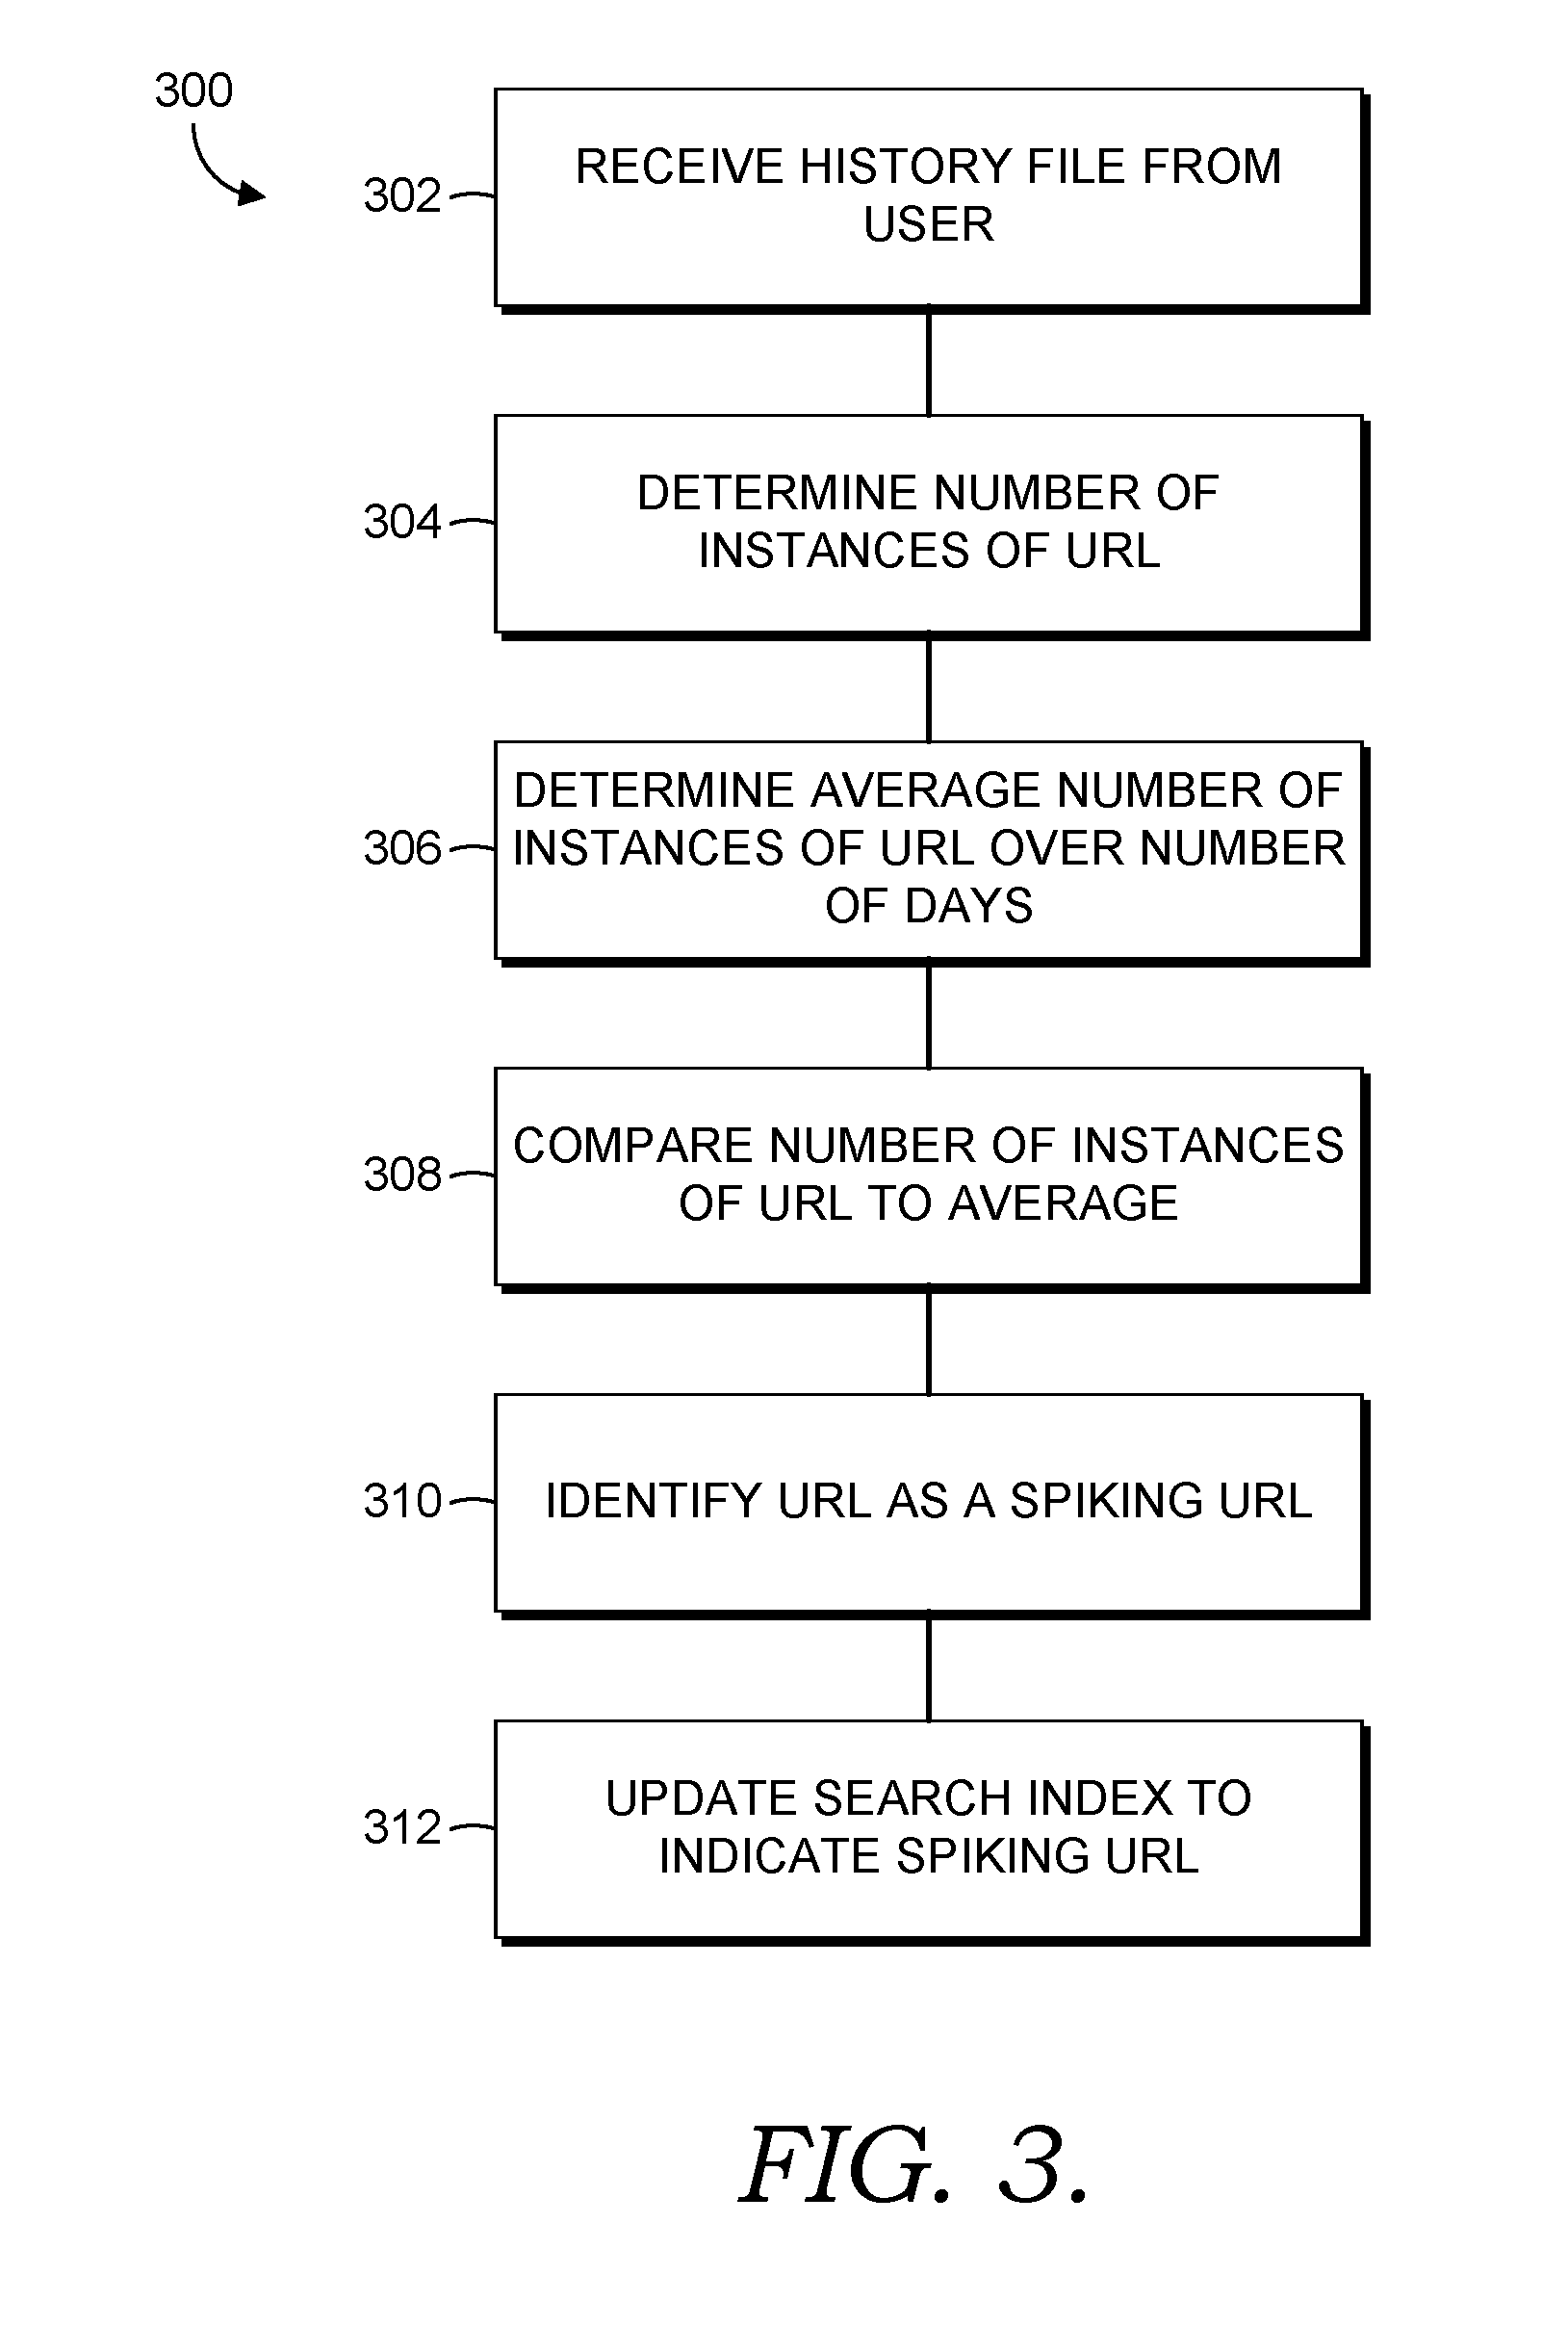 300
302
RECEIVE HISTORY FILE FROM
USER
304
DETERMINE NUMBER OF
INSTANCES OF URL
306
DETERMINE AVERAGE NUMBER OF
INSTANCES OF URL OVER NUMBER
OF DAYS
308
COMPARE NUMBER OF INSTANCES
OF URL TO AVERAGE
310
IDENTIFY URL AS A SPIKING URL
312
UPDATE SEARCH INDEX TO
INDICATE SPIKING URL
FIG. 3.